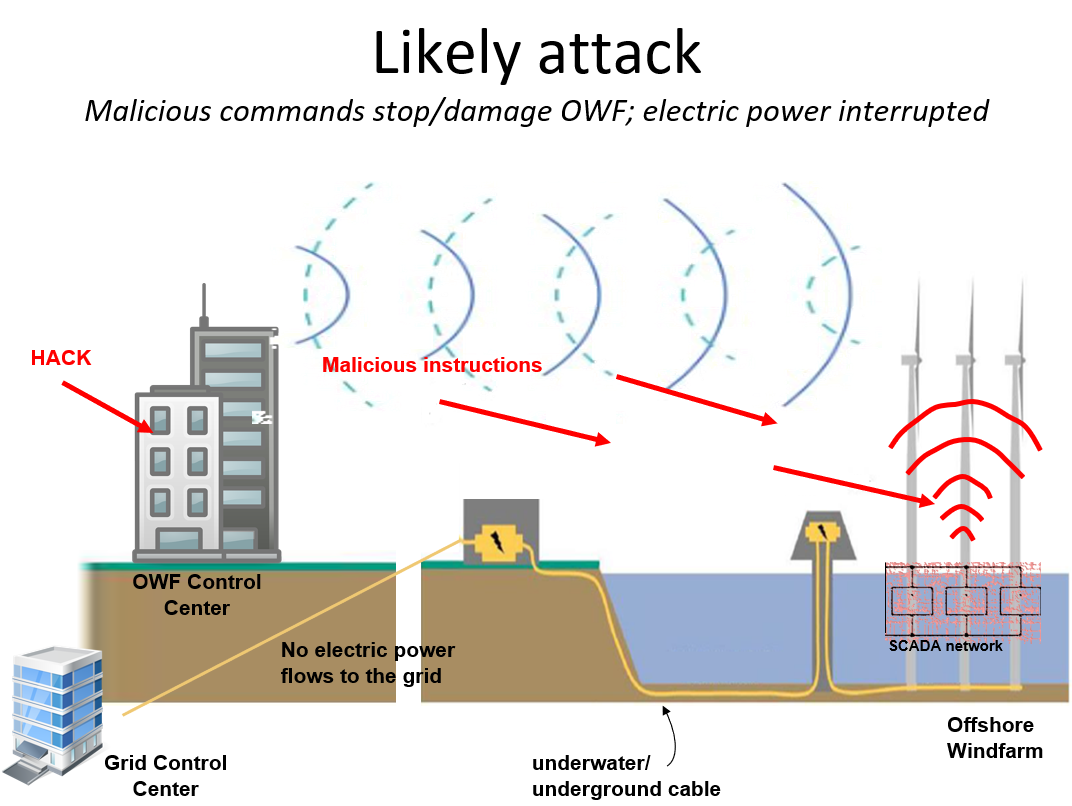 Likely attack
Malicious commands stop/damage OWF; electric power interrupted
HACK
Malicious instructions
OWF Control
Center
No electric power
flows to the grid
SCADA network
Grid Control
Center
underwater/
underground cable
Offshore
Windfarm